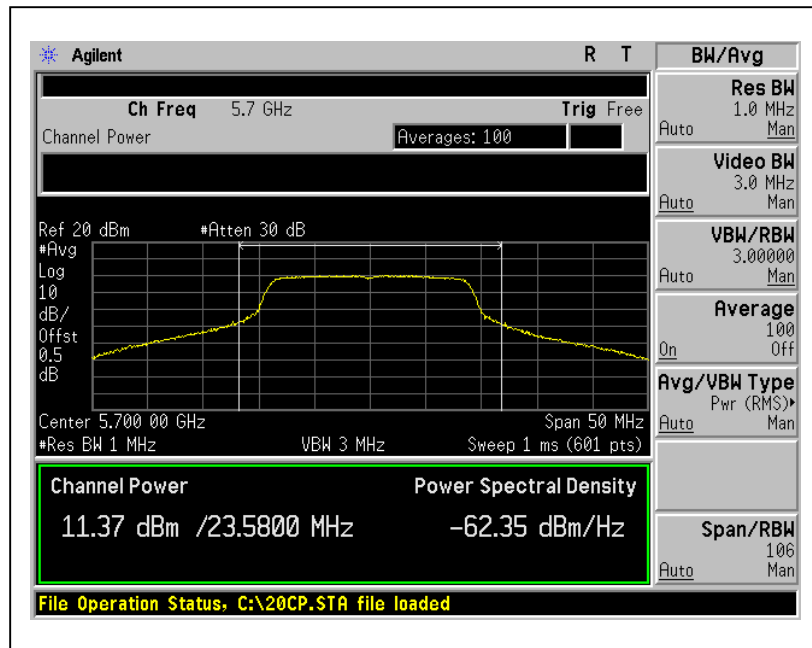 Agilent R T
BW/Avg
Ch Freq 5.7 GHz Trig Free
Channel Power Averages: 100
Ref 20 dBm #Atten 30 dB
#Avg
Log
10
dB/
Offst
0.5
dB
Center 5.700 00 GHz Span 50 MHz
#Res BW 1 MHz VBW 3 MHz Sweep 1 ms (601 pts)
Channel Power Power Spectral Density
11.37 dBm /23.5800 MHz -62.35 dBm/Hz
File Operation Status, C:\20CP.STA file loaded
Res BW
1.0 MHz
Auto Man
Video BW
3.0 MHz
Auto Man
VBW/RBW
3.00000
Auto Man
Average
100
On Off
Avg/VBW Type
Pwr (RMS)▸
Auto Man
Span/RBW
106
Auto Man